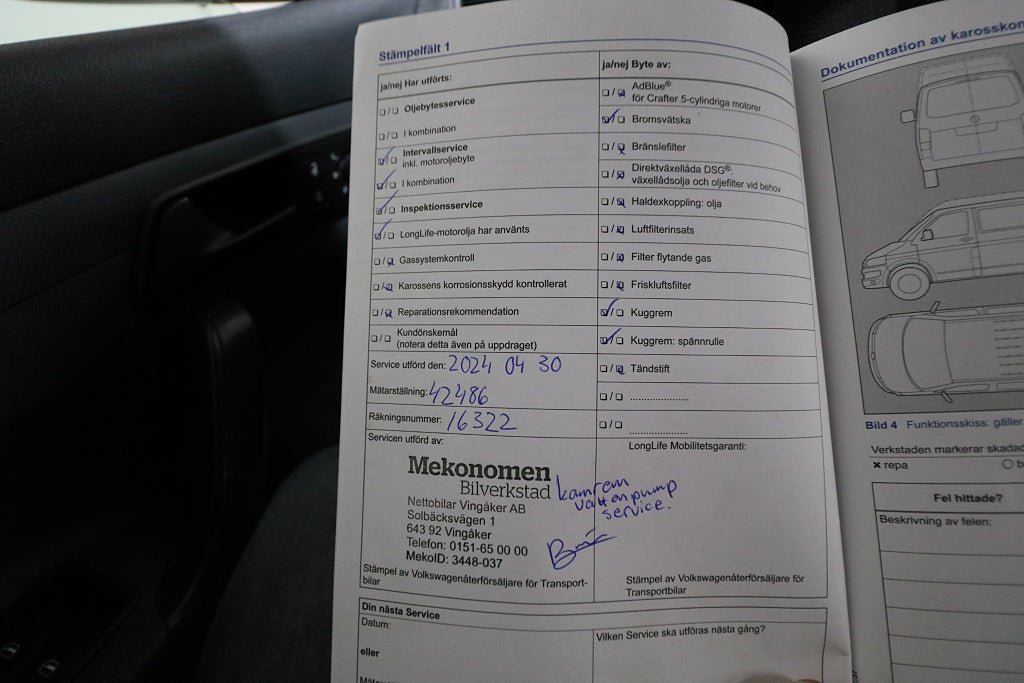 Stämpelfält 1
ja/nej Har utförts:
Oljebytesservice
I kombination
Intervallservice
inkl. motoroljebyte
I kombination
Inspektionsservice
LongLife-motorolja har använts
Gassystemkontroll
Karossens korrosionsskydd kontrollerat
Reparationsrekommendation
Kundönskemål
(notera detta även på uppdraget)
Service utförd den: 2024 04 30
Mätarställning: 42486
Räkningsnummer: 16322
Servicen utförd av:
Mekonomen
Bilverkstad
Nettobilar Vingåker AB
Solbäcksvägen 1
643 92 Vingåker
Telefon: 0151-65 00 00
MekoID: 3448-037
Stämpel av Volkswagenåterförsäljare för Transport-
bilar
ja/nej Byte av:
AdBlue®
för Crafter 5-cylindriga motorer
Bromsvätska
Bränslefilter
Direktväxellåda DSG®:
växellådsolja och oljefilter vid behov
Haldexkoppling: olja
Luftfilterinsats
Filter flytande gas
Friskluftsfilter
Kuggrem
Kuggrem: spännrulle
Tändstift
LongLife Mobilitetsgaranti:
kamrem
vattenpump
service.
Stämpel av Volkswagenåterförsäljare för
Transportbilar
Din nästa Service
Datum:
eller
Vilken Service ska utföras nästa gång?
Dokumentation av karosskon
Bild 4 Funktionsskiss: gäller
Verkstaden markerar skadad
x repa
Fel hittade?
Beskrivning av felen: